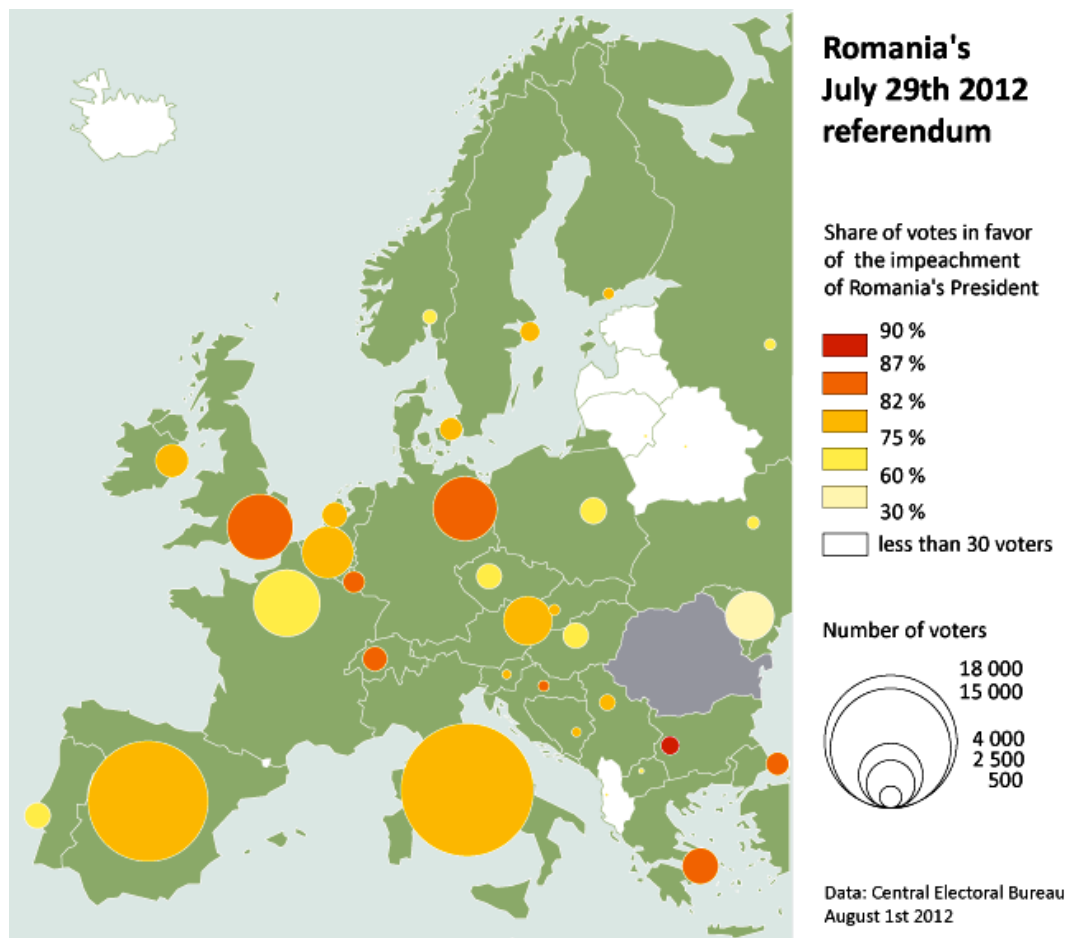 Romania's
July 29th 2012
referendum
Share of votes in favor
of the impeachment
of Romania's President
90 %
87 %
82 %
75 %
60 %
30 %
less than 30 voters
Number of voters
18 000
15 000
4 000
2 500
500
Data: Central Electoral Bureau
August 1st 2012